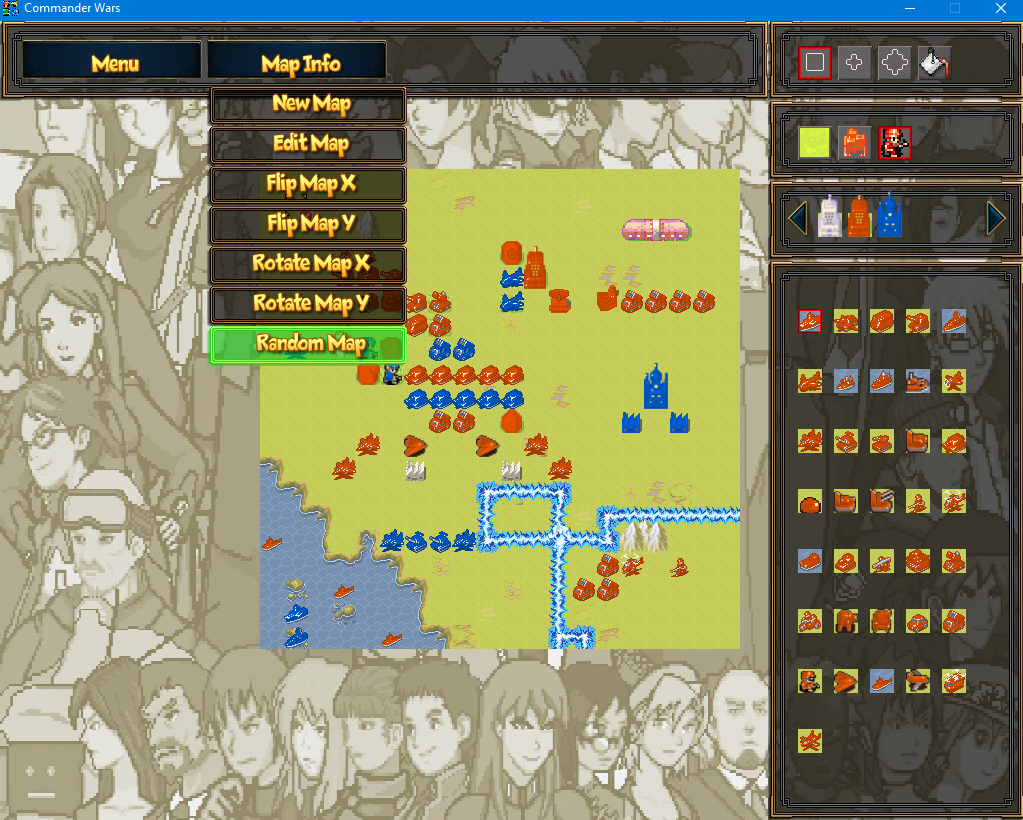 Commander Wars
Menu
Map Info
New Map
Edit Map
Flip Map X
Flip Map Y
Rotate Map X
Rotate Map Y
Random Map